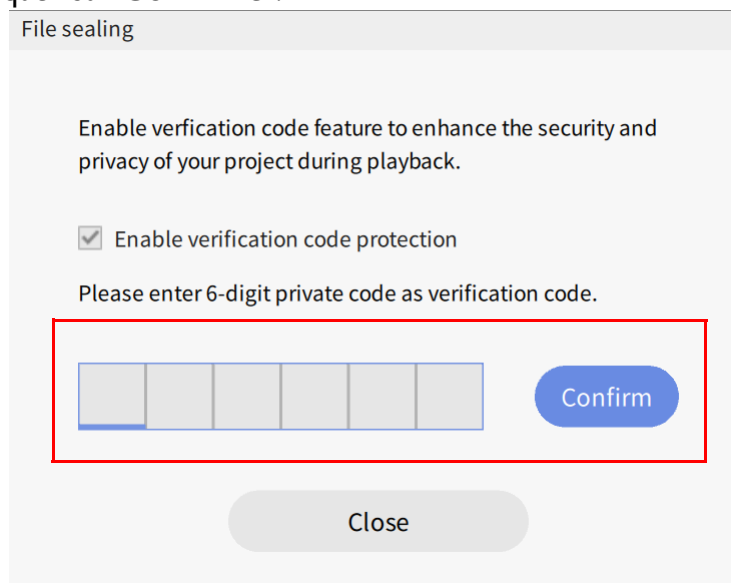 File sealing
Enable verfication code feature to enhance the security and
privacy of your project during playback.
Enable verification code protection
Please enter 6-digit private code as verification code.
Confirm
Close